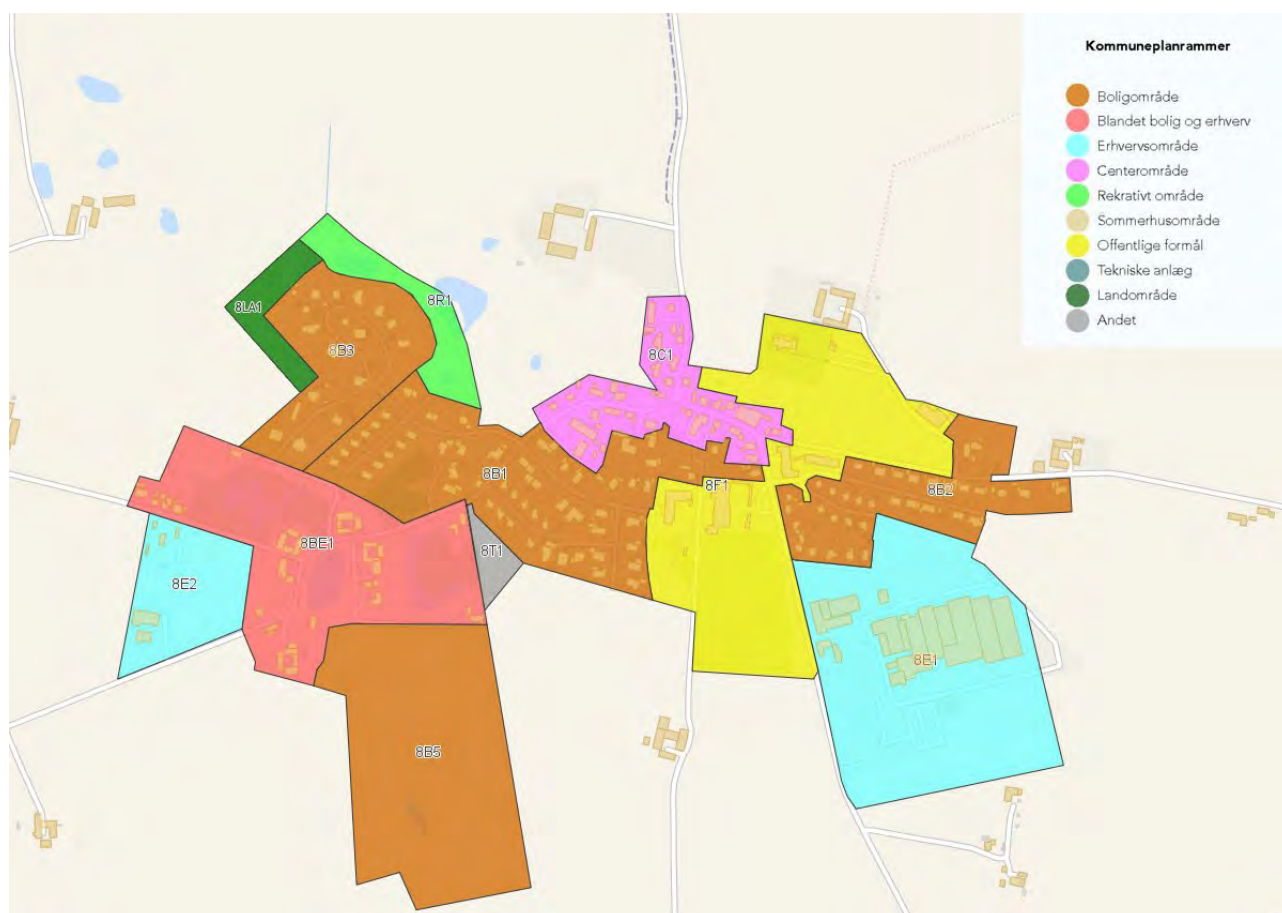 Kommuneplanrammer
Boligområde
Blandet bolig og erhverv
Erhvervsområde
Centerområde
Rekrativt område
Sommerhusområde
Offentlige formål
Tekniske anlæg
Landområde
Andet
8R1
8LA1
8B3
8C1
8B1
8F1
8B2
8BE1
8T1
8E2
8E1
8B5